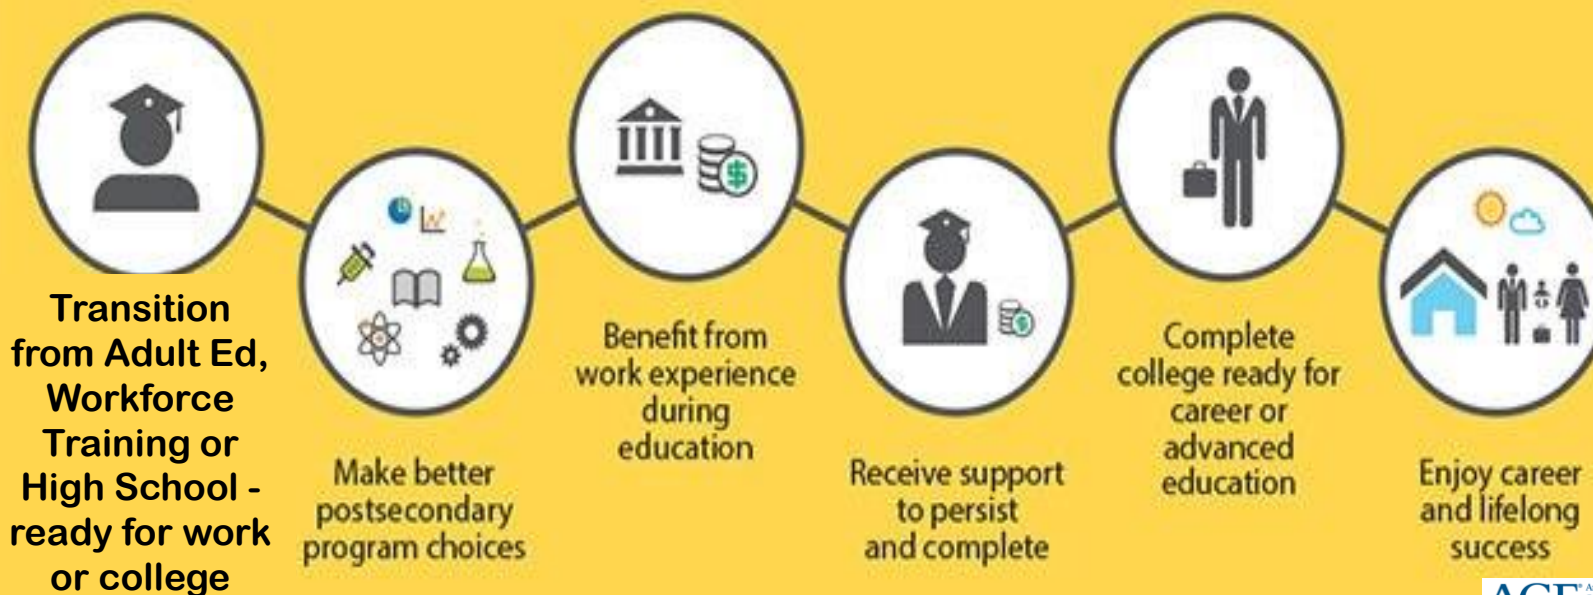 Transition
from Adult Ed,
Workforce
Training or
High School -
ready for work
or college
Make better
postsecondary
program choices
Benefit from
work experience
during
education
Receive support
to persist
and complete
Complete
college ready for
career or
advanced
education
Enjoy career
and lifelong
success